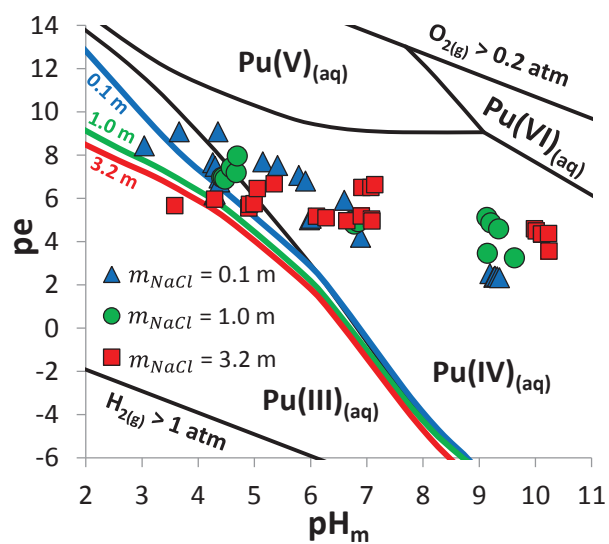 14
12
10
8
6
4
2
0
-2
-4
-6
pe
2
3
4
5
6
7
8
9
10
11
pHm
O2(g) > 0.2 atm
Pu(V)(aq)
Pu(VI)(aq)
0.1 m
1.0 m
3.2 m
mNaCl = 0.1 m
mNaCl = 1.0 m
mNaCl = 3.2 m
Pu(IV)(aq)
Pu(III)(aq)
H2(g) > 1 atm